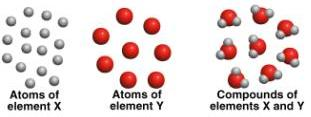 Atoms of
element X
Atoms of
element Y
Compounds of
elements X and Y